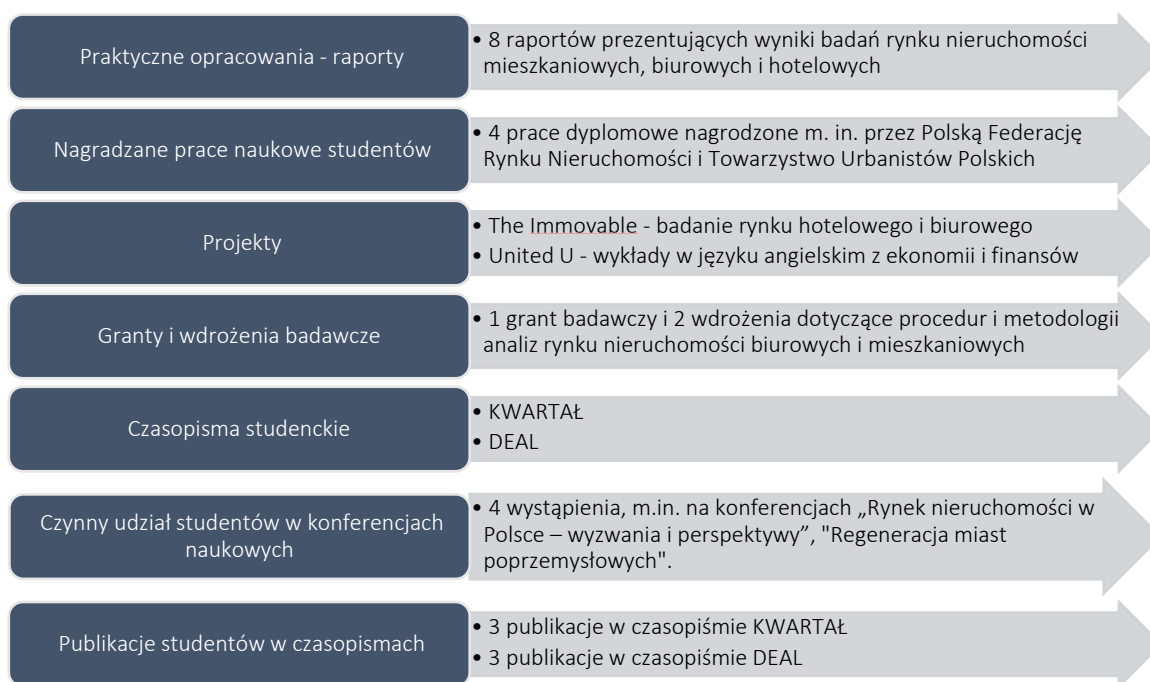 Praktyczne opracowania - raporty
• 8 raportów prezentujących wyniki badań rynku nieruchomości
mieszkaniowych, biurowych i hotelowych
Nagradzane prace naukowe studentów
• 4 prace dyplomowe nagrodzone m. in. przez Polską Federację
Rynku Nieruchomości i Towarzystwo Urbanistów Polskich
Projekty
• The Immovable - badanie rynku hotelowego i biurowego
• United U - wykłady w języku angielskim z ekonomii i finansów
Granty i wdrożenia badawcze
• 1 grant badawczy i 2 wdrożenia dotyczące procedur i metodologii
analiz rynku nieruchomości biurowych i mieszkaniowych
Czasopisma studenckie
• KWARTAŁ
• DEAL
Czynny udział studentów w konferencjach
naukowych
• 4 wystąpienia, m.in. na konferencjach „Rynek nieruchomości w
Polsce – wyzwania i perspektywy”, "Regeneracja miast
poprzemysłowych".
Publikacje studentów w czasopismach
• 3 publikacje w czasopiśmie KWARTAŁ
• 3 publikacje w czasopiśmie DEAL